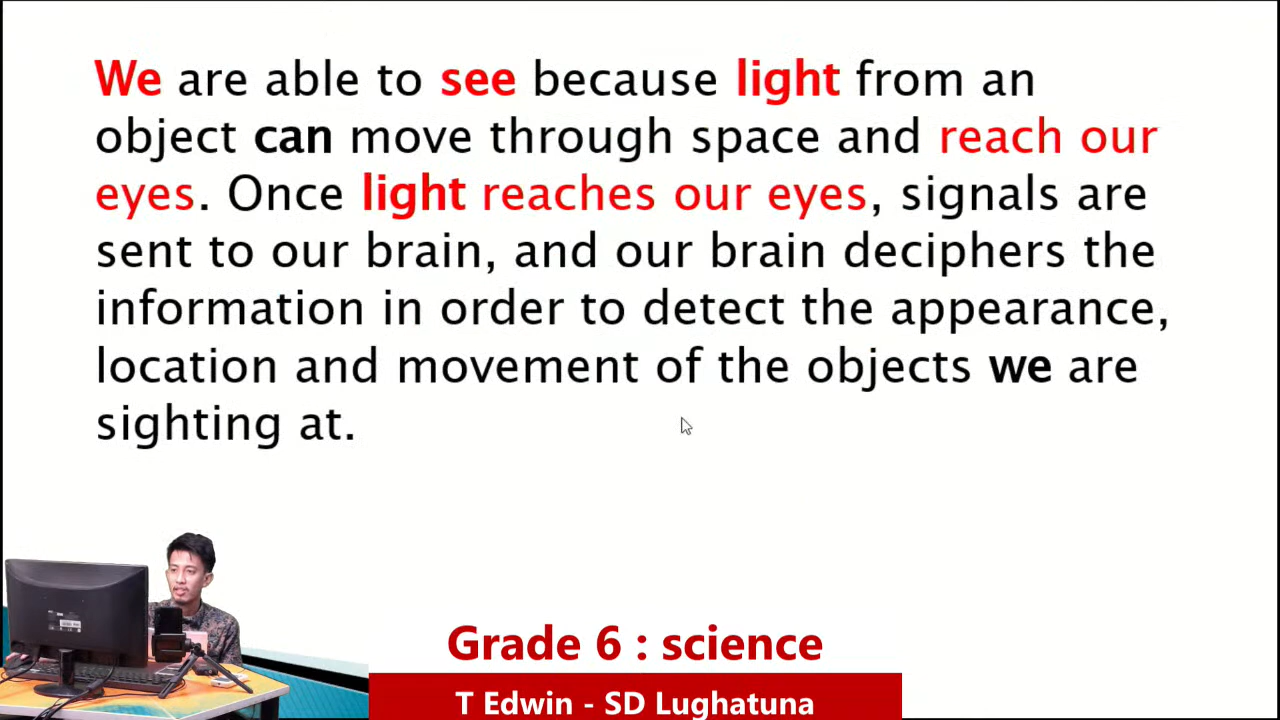 We are able to see because light from an
object can move through space and reach our
eyes. Once light reaches our eyes, signals are
sent to our brain, and our brain deciphers the
information in order to detect the appearance,
location and movement of the objects we are
sighting at.
Grade 6 : science
T Edwin - SD Lughatuna